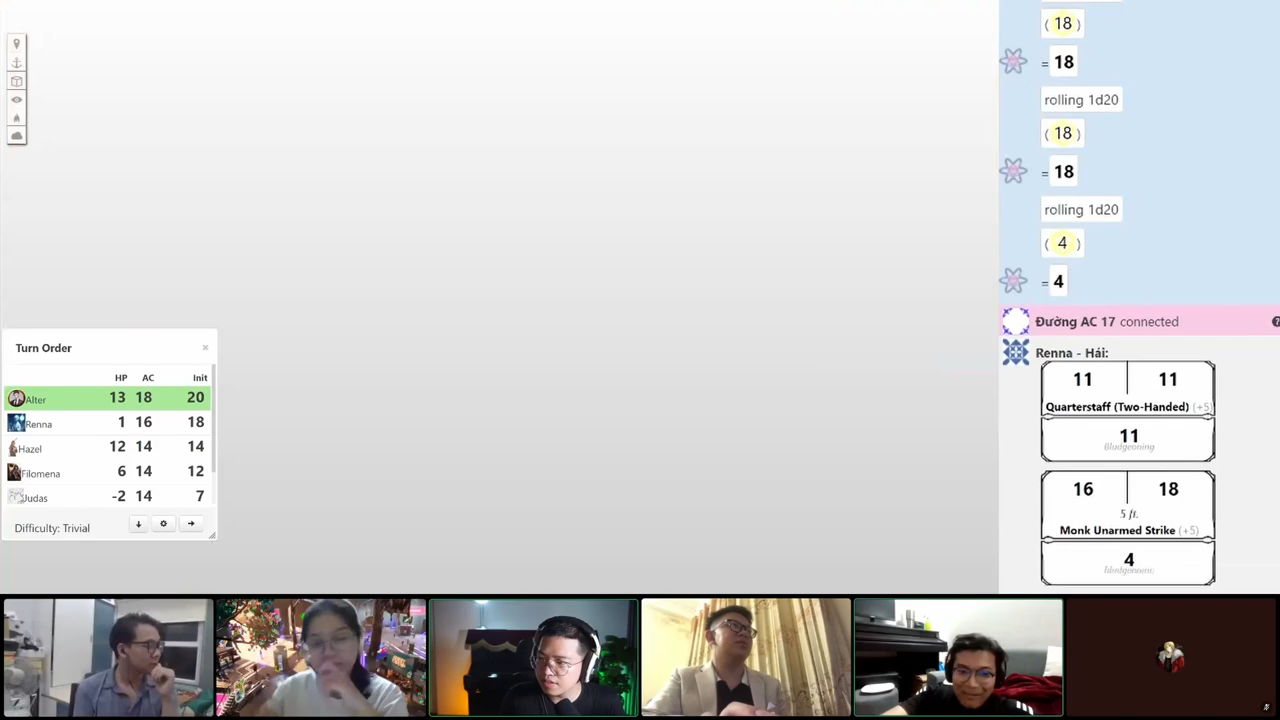 (18)
=18
rolling 1d20
(18)
=18
rolling 1d20
(4)
=4
Đường AC 17 connected
Renna - Hái:
11 11
Quarterstaff (Two-Handed) (+5)
11
Bludgeoning
16 18
5 ft.
Monk Unarmed Strike (+5)
4
Bludgeoning
Turn Order ×
HP AC Init
Alter 13 18 20
Renna 1 16 18
Hazel 12 14 14
Filomena 6 14 12
Judas -2 14 7
Difficulty: Trivial